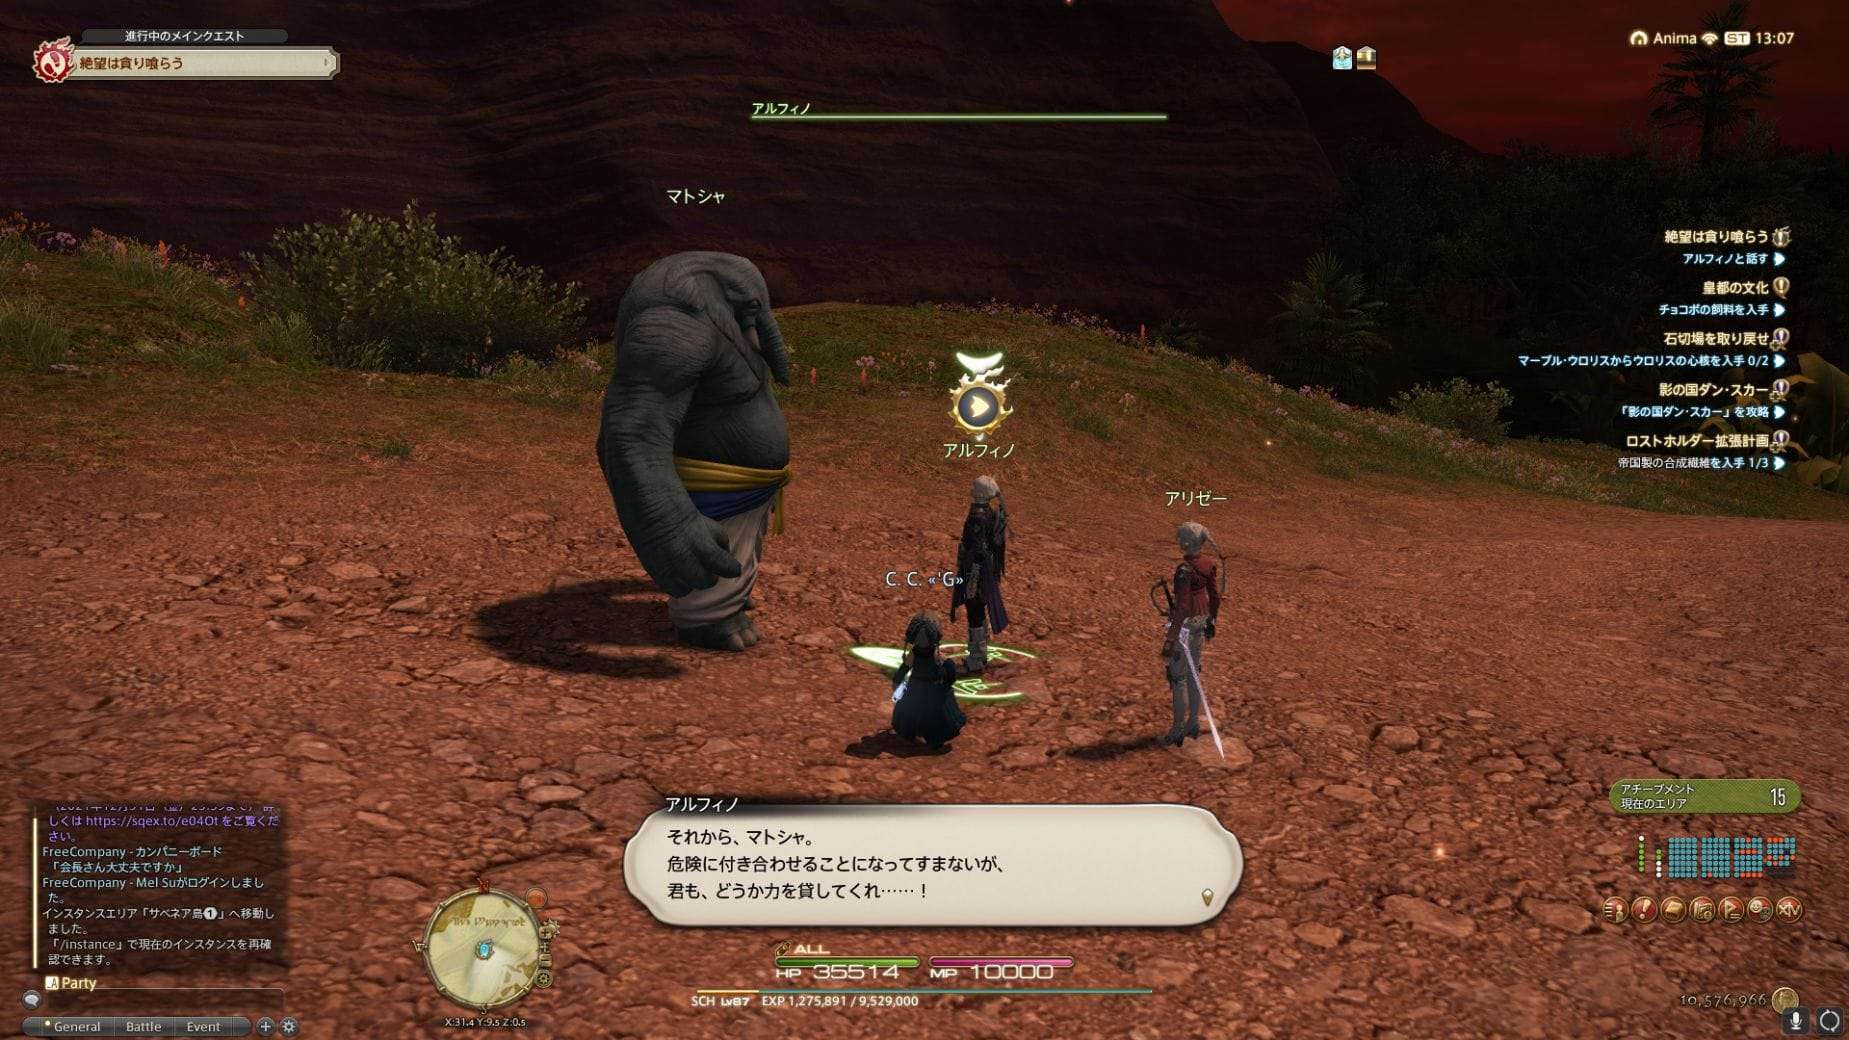 進行中のメインクエスト
絶望は貪り喰らう
Anima ST 13:07
アルフィノ
マトシャ
絶望は貪り喰らう
アルフィノと話す
皇都の文化
チョコボの飼料を入手
石切場を取り戻せ
マーブル・ウロリスからウロリスの心核を入手 0/2
影の国ダン・スカー
「影の国ダン・スカー」を攻略
ロストホルダー拡張計画
帝国製の合成繊維を入手 1/3
アルフィノ
アリゼー
C. C. «'G»
アチーブメント
現在のエリア
15
アルフィノ
それから、マトシャ。
危険に付き合わせることになってすまないが、
君も、どうか力を貸してくれ……！
しくは https://sqex.to/e04Ot をご覧くだ
さい。
FreeCompany - カンパニーボード
「会長さん大丈夫ですか」
FreeCompany - Mel Suがログインしまし
た。
インスタンスエリア「サベネア島1」へ移動し
ました。
「/instance」で現在のインスタンスを再確
認できます。
Party
General Battle Event
X:31.4 Y:9.5 Z:0.5
ALL
HP 35514 MP 10000
SCH Lv87 EXP 1,275,891 / 9,529,000
10,576,966